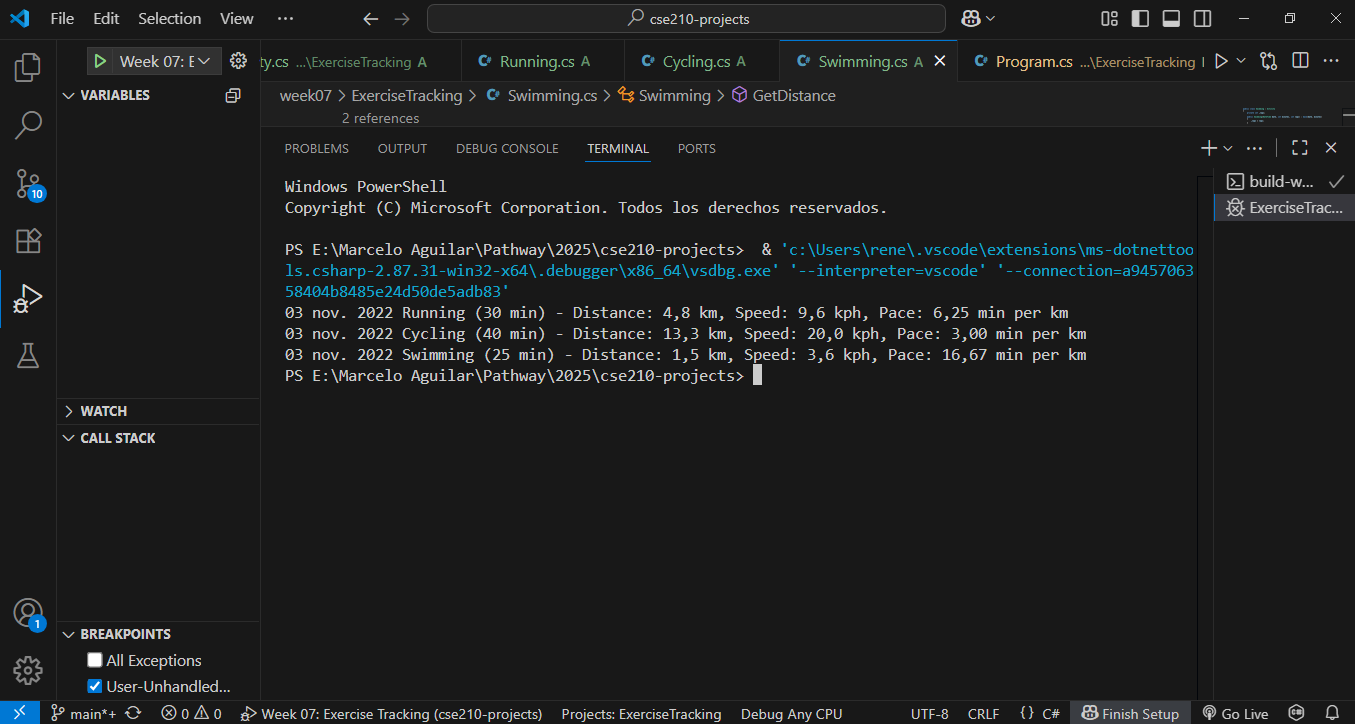 File Edit Selection View ··· cse210-projects
Week 07: E ty.cs ...\ExerciseTracking A Running.cs A Cycling.cs A Swimming.cs A Program.cs ...\ExerciseTracking
VARIABLES
week07 > ExerciseTracking > Swimming.cs > Swimming > GetDistance
2 references
PROBLEMS OUTPUT DEBUG CONSOLE TERMINAL PORTS
Windows PowerShell
Copyright (C) Microsoft Corporation. Todos los derechos reservados.
PS E:\Marcelo Aguilar\Pathway\2025\cse210-projects>  & 'c:\Users\rene\.vscode\extensions\ms-dotnettoo
ls.csharp-2.87.31-win32-x64\.debugger\x86_64\vsdbg.exe' '--interpreter=vscode' '--connection=a9457063
58404b8485e24d50de5adb83'
03 nov. 2022 Running (30 min) - Distance: 4,8 km, Speed: 9,6 kph, Pace: 6,25 min per km
03 nov. 2022 Cycling (40 min) - Distance: 13,3 km, Speed: 20,0 kph, Pace: 3,00 min per km
03 nov. 2022 Swimming (25 min) - Distance: 1,5 km, Speed: 3,6 kph, Pace: 16,67 min per km
PS E:\Marcelo Aguilar\Pathway\2025\cse210-projects>
build-w...
ExerciseTrac...
10
WATCH
CALL STACK
1
BREAKPOINTS
All Exceptions
User-Unhandled...
main*+ 0 0 Week 07: Exercise Tracking (cse210-projects) Projects: ExerciseTracking Debug Any CPU UTF-8 CRLF {} C# Finish Setup Go Live